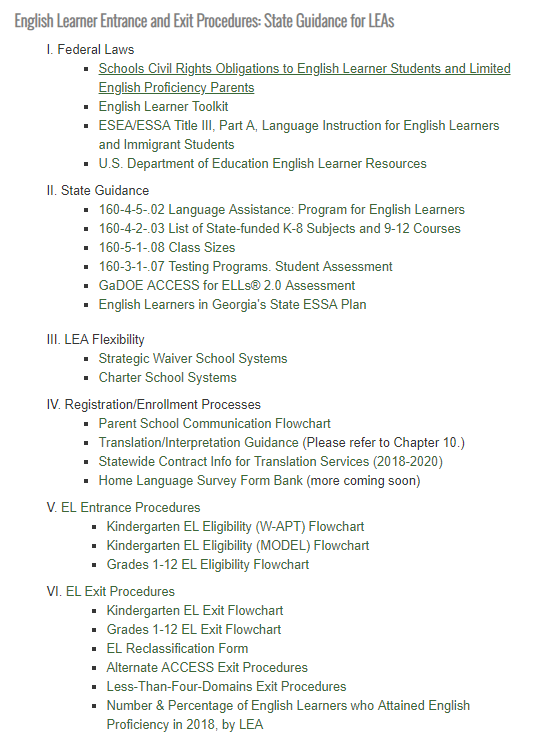 English Learner Entrance and Exit Procedures: State Guidance for LEAs
I. Federal Laws
Schools Civil Rights Obligations to English Learner Students and Limited
English Proficiency Parents
English Learner Toolkit
ESEA/ESSA Title III, Part A, Language Instruction for English Learners
and Immigrant Students
U.S. Department of Education English Learner Resources
II. State Guidance
160-4-5-.02 Language Assistance: Program for English Learners
160-4-2-.03 List of State-funded K-8 Subjects and 9-12 Courses
160-5-1-.08 Class Sizes
160-3-1-.07 Testing Programs. Student Assessment
GaDOE ACCESS for ELLs® 2.0 Assessment
English Learners in Georgia's State ESSA Plan
III. LEA Flexibility
Strategic Waiver School Systems
Charter School Systems
IV. Registration/Enrollment Processes
Parent School Communication Flowchart
Translation/Interpretation Guidance (Please refer to Chapter 10.)
Statewide Contract Info for Translation Services (2018-2020)
Home Language Survey Form Bank (more coming soon)
V. EL Entrance Procedures
Kindergarten EL Eligibility (W-APT) Flowchart
Kindergarten EL Eligibility (MODEL) Flowchart
Grades 1-12 EL Eligibility Flowchart
VI. EL Exit Procedures
Kindergarten EL Exit Flowchart
Grades 1-12 EL Exit Flowchart
EL Reclassification Form
Alternate ACCESS Exit Procedures
Less-Than-Four-Domains Exit Procedures
Number & Percentage of English Learners who Attained English
Proficiency in 2018, by LEA